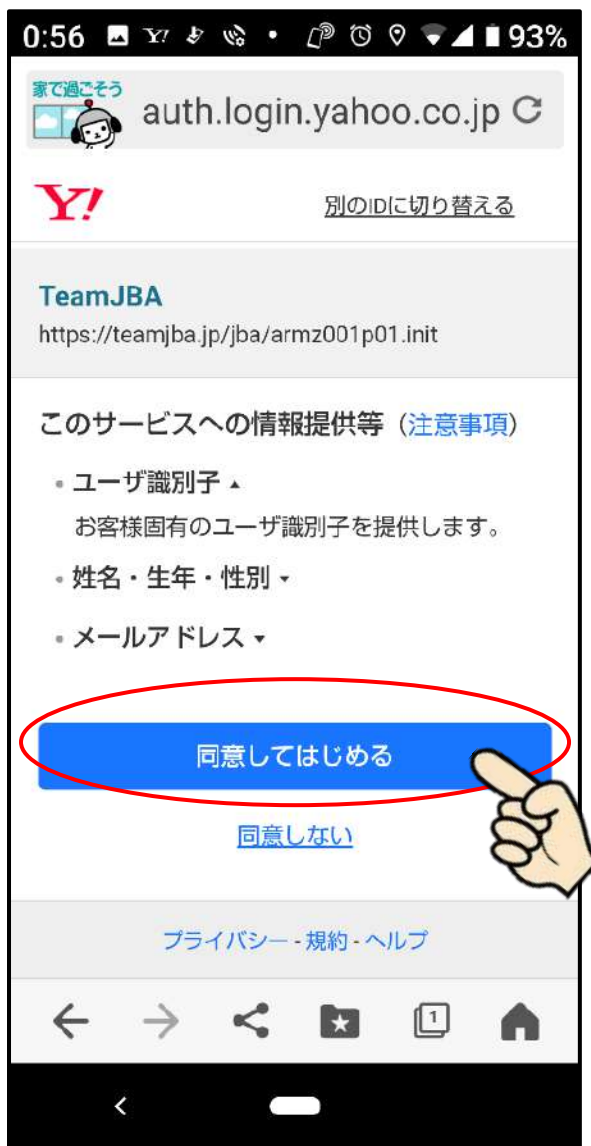 0:56 Y! 93%
家で過ごそう
auth.login.yahoo.co.jp
Y! 別のIDに切り替える
TeamJBA
https://teamjba.jp/jba/armz001p01.init
このサービスへの情報提供等（注意事項）
・ユーザ識別子 ▴
お客様固有のユーザ識別子を提供します。
・姓名・生年・性別 ▾
・メールアドレス ▾
同意してはじめる
同意しない
プライバシー - 規約 - ヘルプ
1